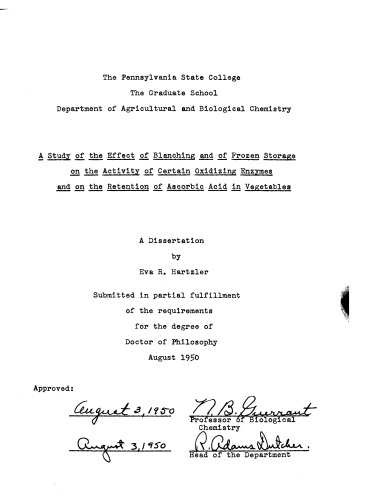 The Pennsylvania State College
The Graduate School
Department of Agricultural and Biological Chemistry
A Study of the Effect of Blanching and of Frozen Storage
on the Activity of Certain Oxidizing Enzymes
and on the Retention of Ascorbic Acid in Vegetables
A Dissertation
by
Eva R. Hartzler
Submitted in partial fulfillment
of the requirements
for the degree of
Doctor of Philosophy
August 1950
Approved:
August 3, 1950 N. B. Guerrant
Professor of Biological
Chemistry
August 3, 1950 R. Adams Dutcher.
Head of the Department